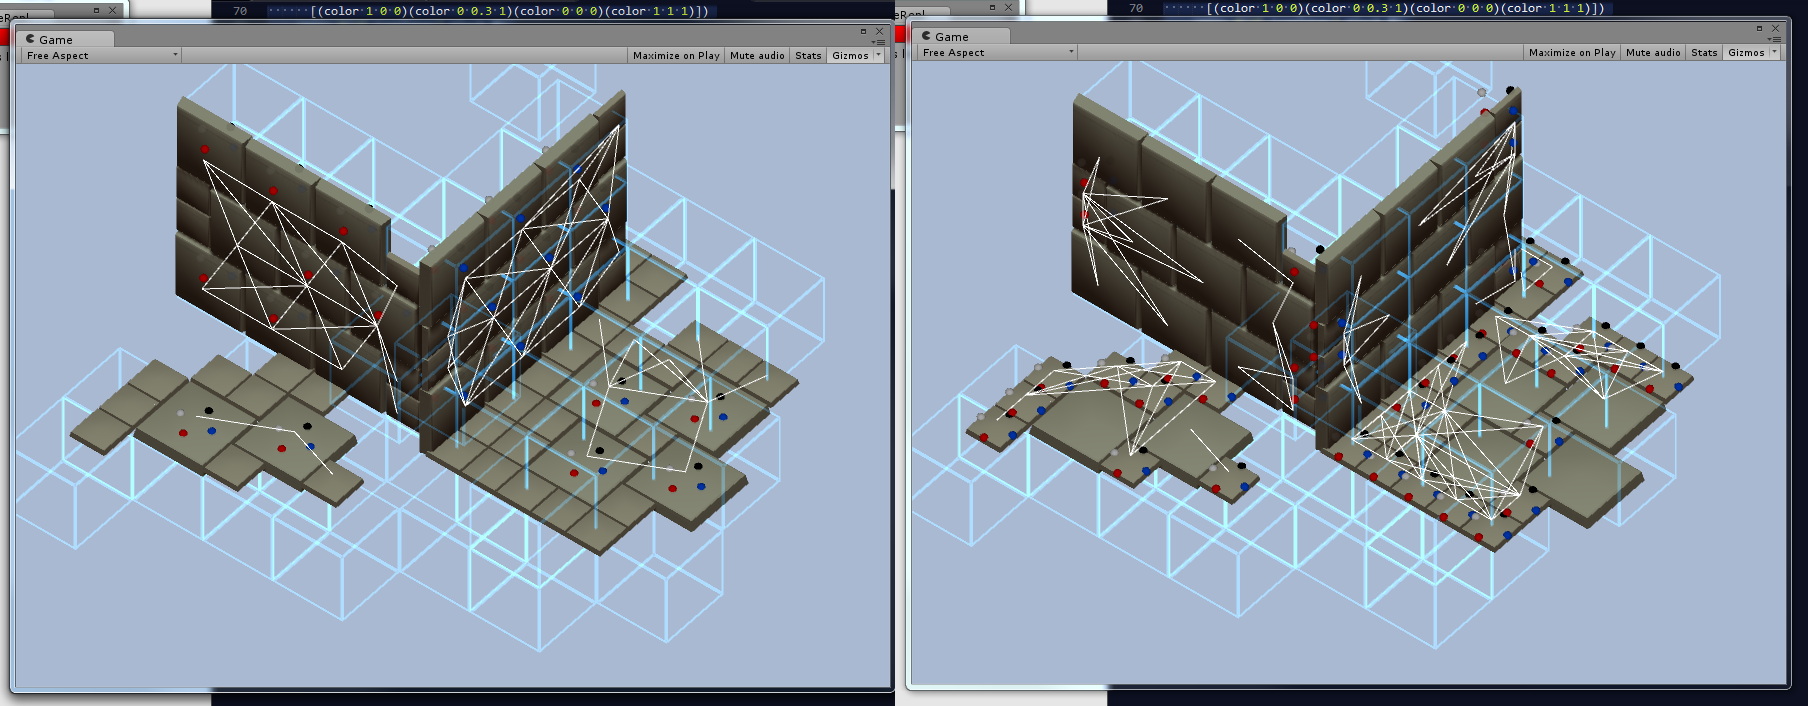 70 ······[(color·1·0·0)(color·0·0.3·1)(color·0·0·0)(color·1·1·1)])
Game
Free Aspect
Maximize on Play Mute audio Stats Gizmos
70 ······[(color·1·0·0)(color·0·0.3·1)(color·0·0·0)(color·1·1·1)])
Game
Free Aspect
Maximize on Play Mute audio Stats Gizmos